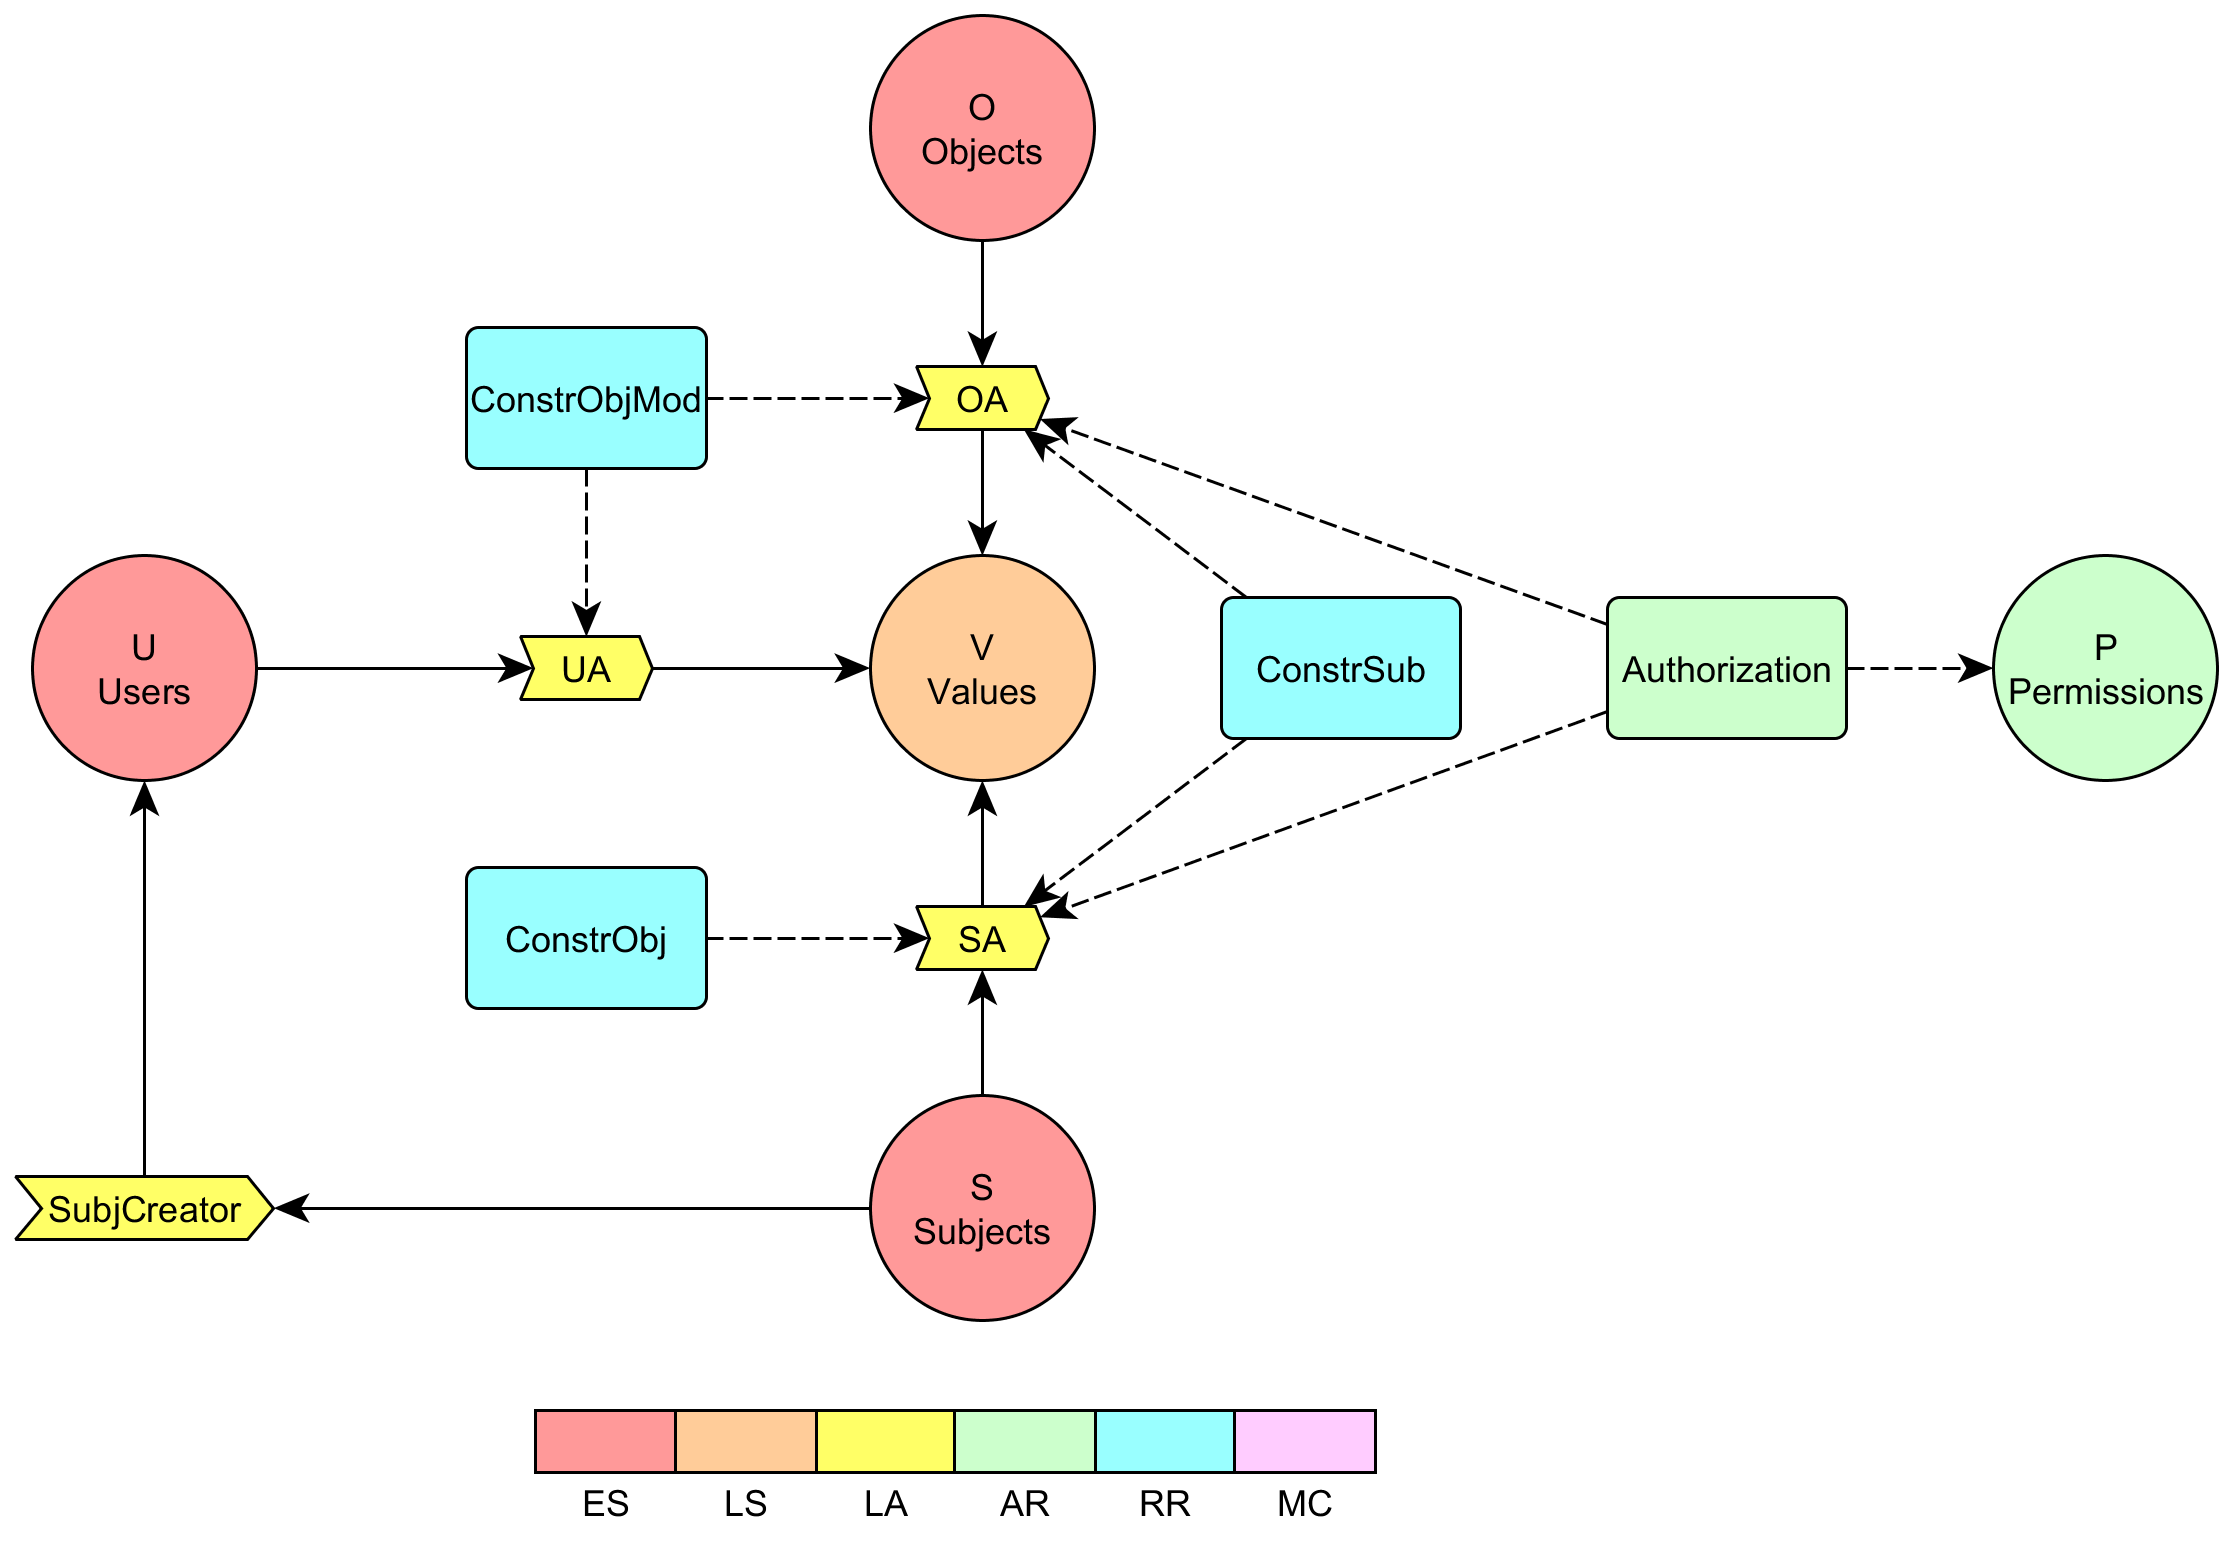 O
Objects
ConstrObjMod
OA
U
Users
UA
V
Values
ConstrSub
Authorization
P
Permissions
ConstrObj
SA
SubjCreator
S
Subjects
ES
LS
LA
AR
RR
MC